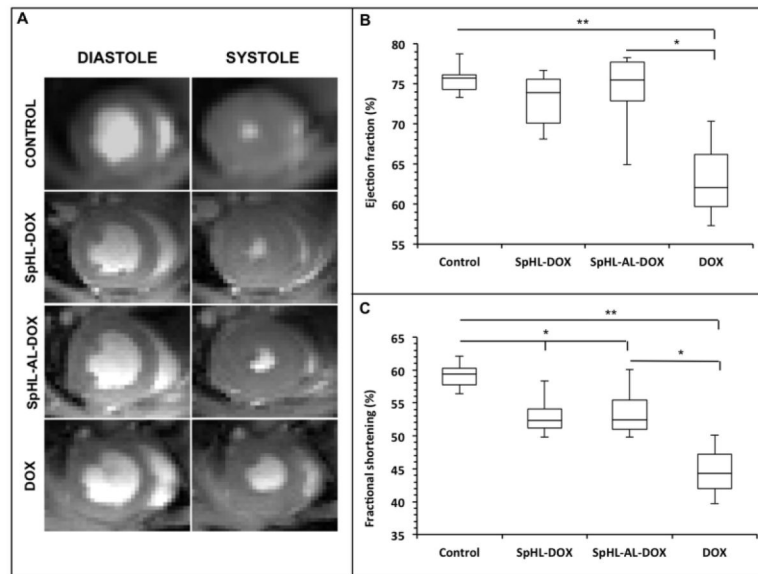 A
DIASTOLE SYSTOLE
CONTROL
SpHL-DOX
SpHL-AL-DOX
DOX
B
**
*
Ejection fraction (%)
80
75
70
65
60
55
Control SpHL-DOX SpHL-AL-DOX DOX
C
**
*
*
Fractional shortening (%)
65
60
55
50
45
40
35
Control SpHL-DOX SpHL-AL-DOX DOX